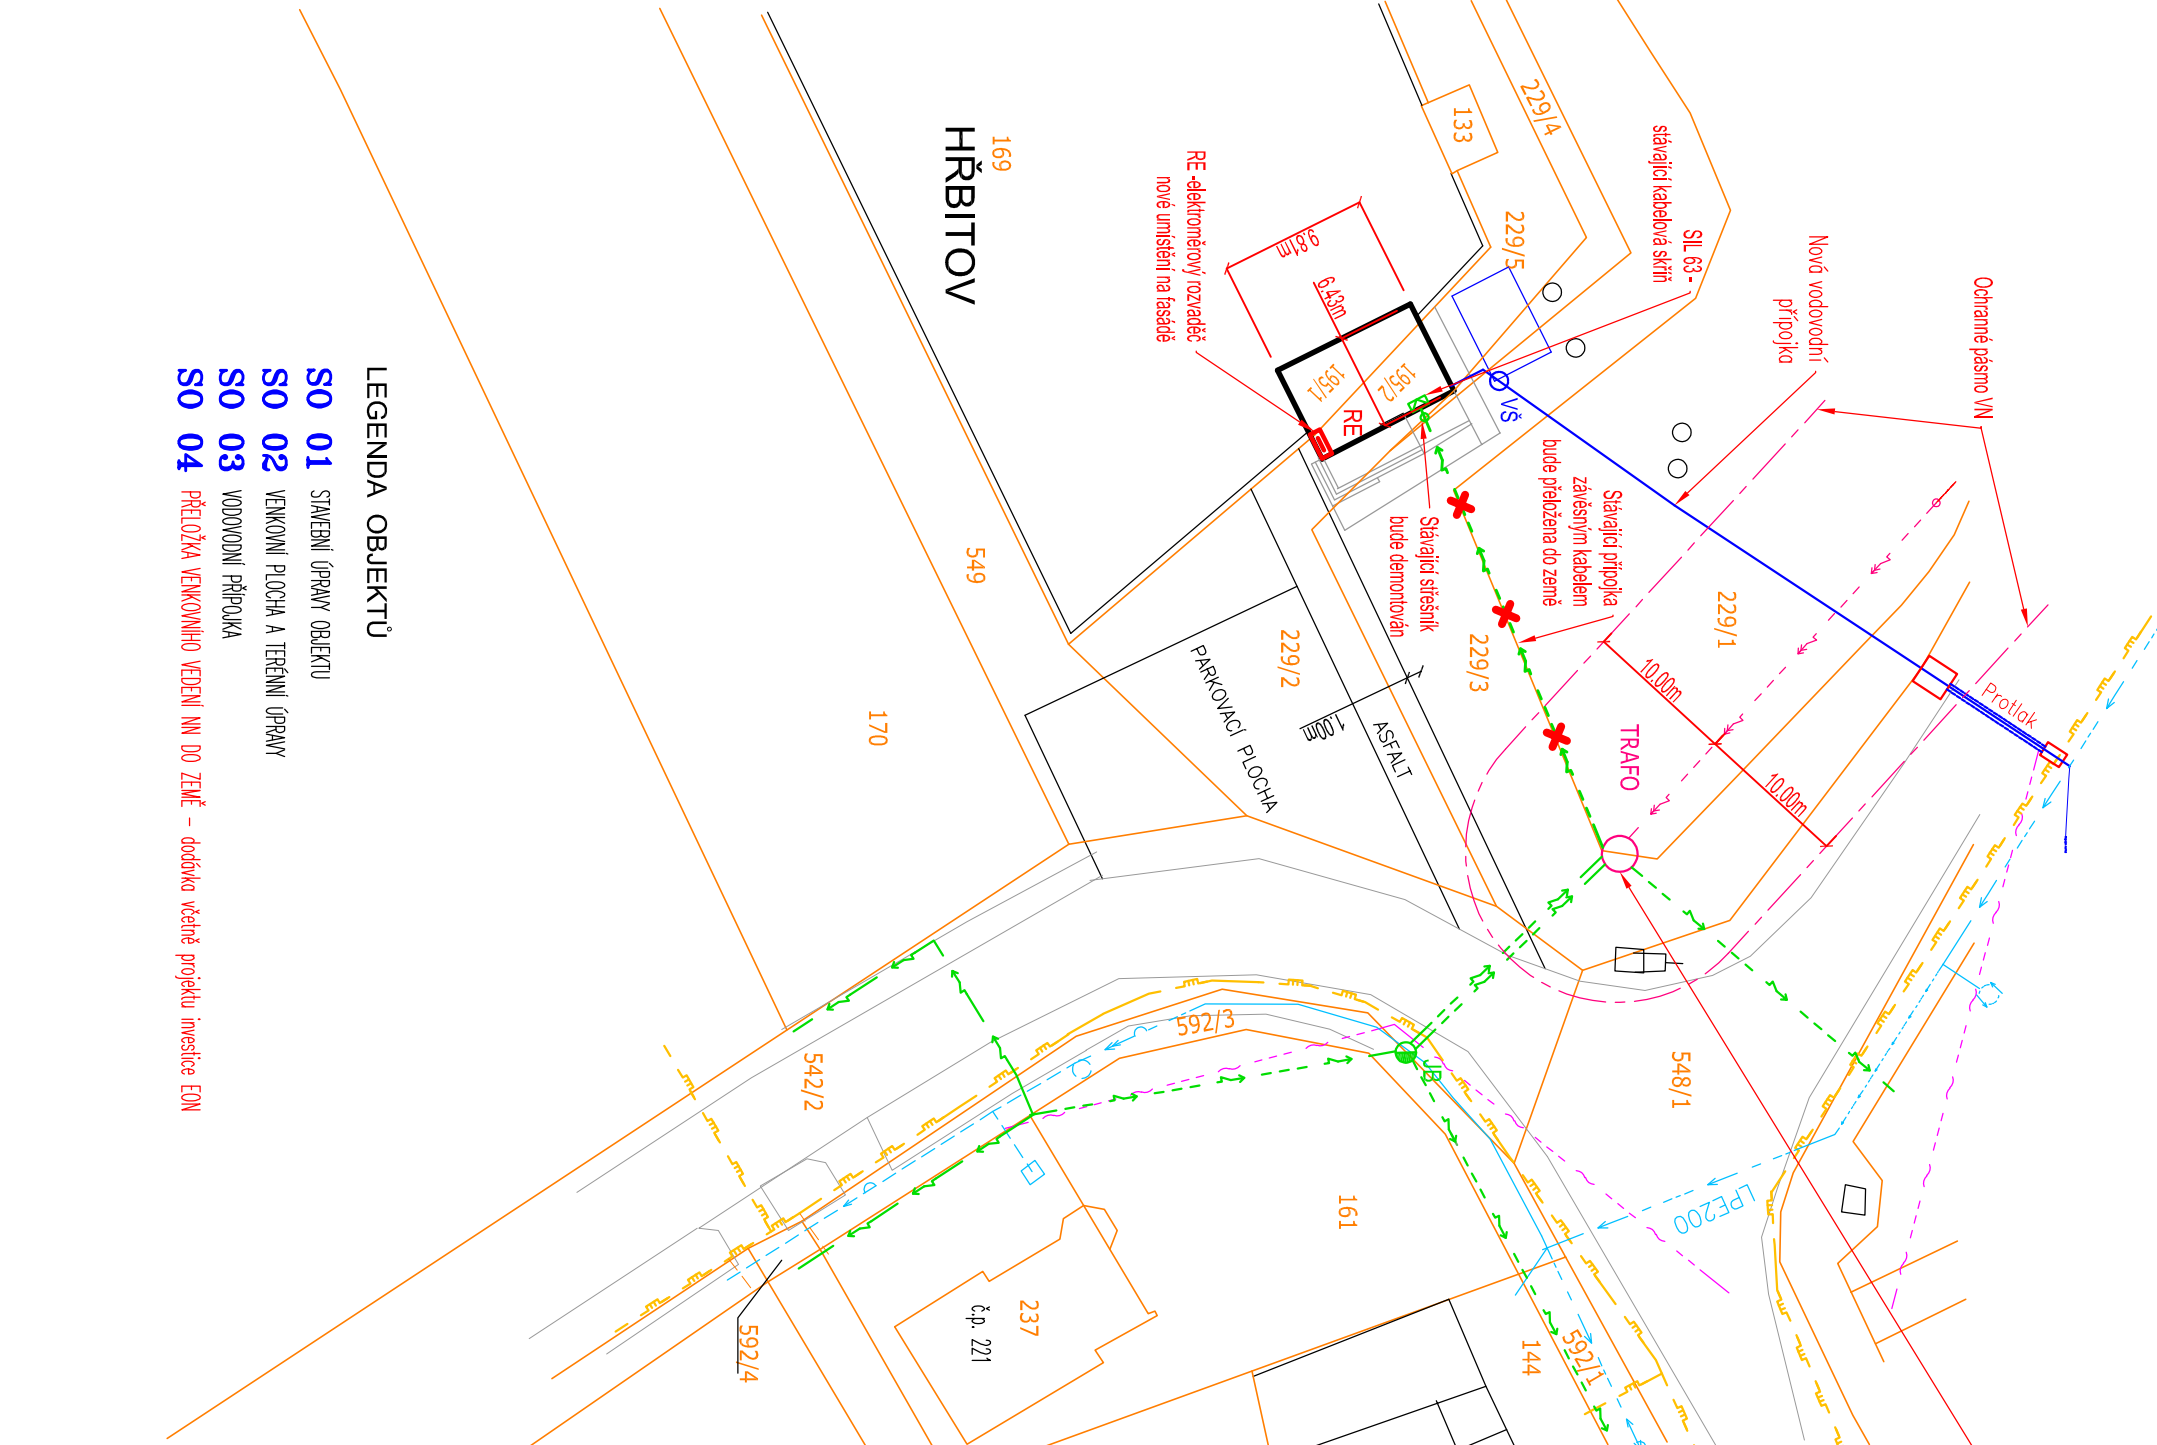 Ochranné pásmo VN
Nová vodovodní
přípojka
SIL 63 -
stávající kabelová skříň
229/4
133
229/5
169
HŘBITOV
RE -elektroměrový rozvaděč
nové umístění na fasádě
9.81m
6.43m
155/1
155/2
RE
VŠ
Stávající přípojka
závěsným kabelem
bude přeložena do země
Stávající střešník
bude demontován
229/1
229/3
229/2
10.00m
10.00m
Protlak
TRAFO
PARKOVACÍ PLOCHA
ASFALT
1.00m
549
170
LEGENDA OBJEKTŮ
SO 01 STAVEBNÍ ÚPRAVY OBJEKTU
SO 02 VENKOVNÍ PLOCHA A TERÉNNÍ ÚPRAVY
SO 03 VODOVODNÍ PŘÍPOJKA
SO 04 PŘELOŽKA VENKOVNÍHO VEDENÍ NN DO ZEMĚ - dodávka včetně projektu investice EON
592/3
542/2
548/1
JB
LPE200
161
237
č.p. 221
592/4
144
592/1